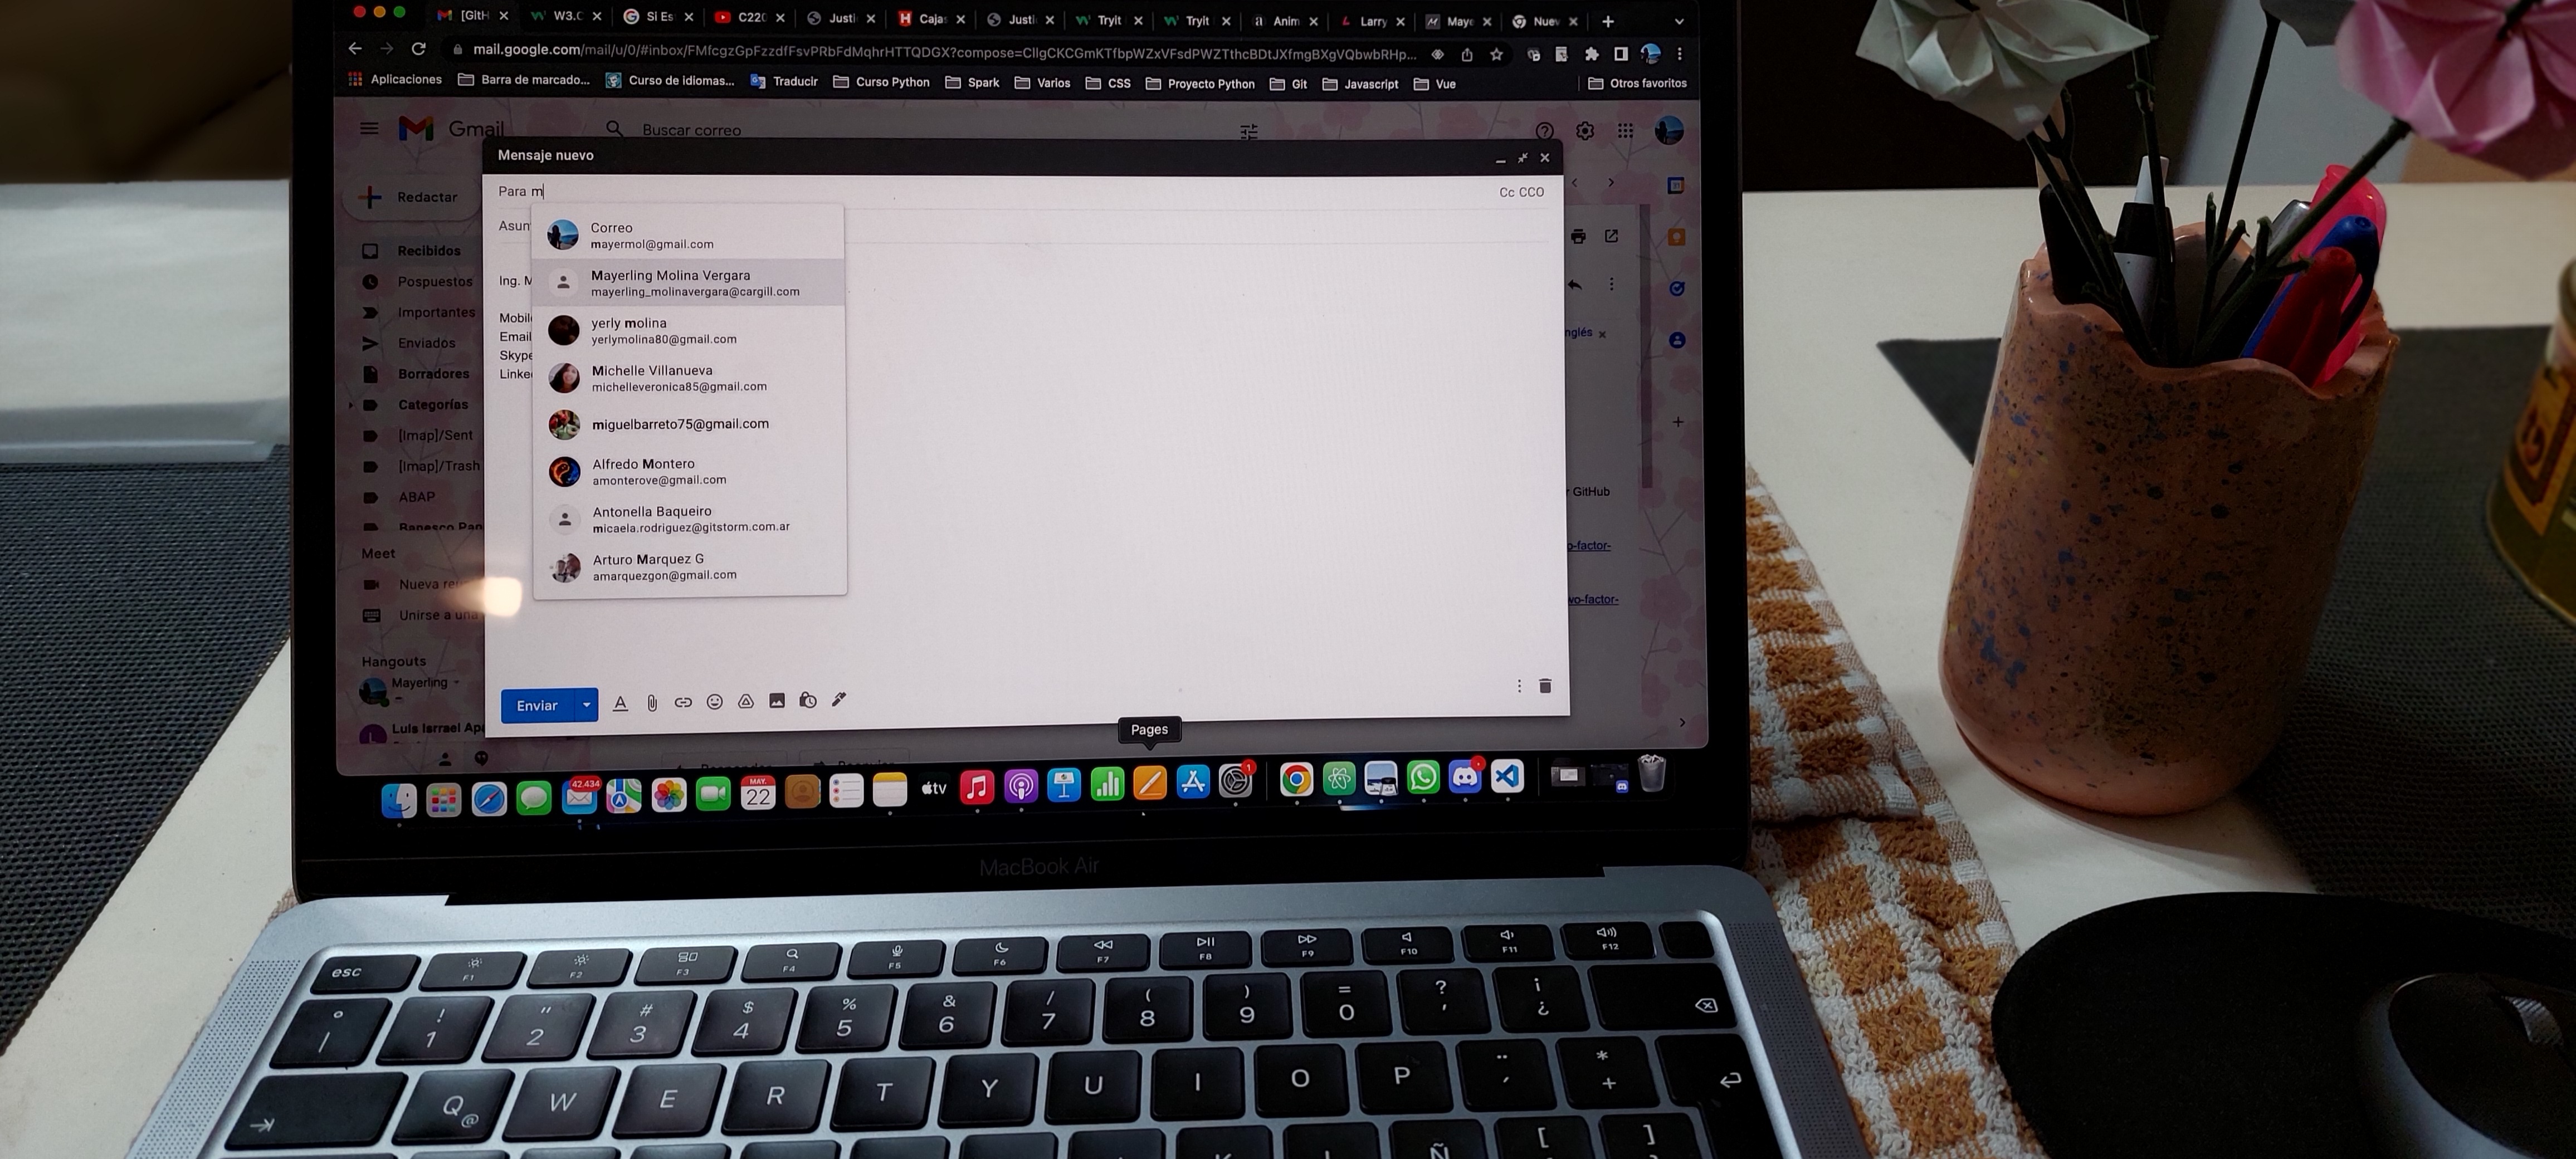 [GitH
W3.C
Si Es
C220
Justi
Cajas
Justi
Tryit
Tryit
Anim
Larry
Maye
Nuev
mail.google.com/mail/u/0/#inbox/
Aplicaciones
Barra de marcado...
Curso de idiomas...
Traducir
Curso Python
Spark
Varios
CSS
Proyecto Python
Git
Javascript
Vue
Otros favoritos
Gmail
Buscar correo
Mensaje nuevo
Redactar
Para m
Cc CCO
Asun
Recibidos
Pospuestos
Importantes
Enviados
Borradores
Categorías
[Imap]/Sent
[Imap]/Trash
ABAP
Banesco Pan
Meet
Nueva reu
Unirse a una
Hangouts
Mayerling
Luis Isrrael Ap
Ing. M
Mobil
Email
Skype
Linke
Correo
mayermol@gmail.com
Mayerling Molina Vergara
mayerling_molinavergara@cargill.com
yerly molina
yerlymolina80@gmail.com
Michelle Villanueva
michelleveronica85@gmail.com
miguelbarreto75@gmail.com
Alfredo Montero
amonterove@gmail.com
Antonella Baqueiro
micaela.rodriguez@gitstorm.com.ar
Arturo Marquez G
amarquezgon@gmail.com
nglés
GitHub
o-factor-
wo-factor-
Enviar
Pages
42.434
MAY.
22
tv
1
MacBook Air
esc
F1
F2
F3
F4
F5
F6
F7
F8
F9
F10
F11
F12
° ! " # $ % & / ( ) = ? ¡
| 1 2 3 4 5 6 7 8 9 0 ' ¿
Q @ W E R T Y U I O P ¨ ´ * +
Ñ [ ]